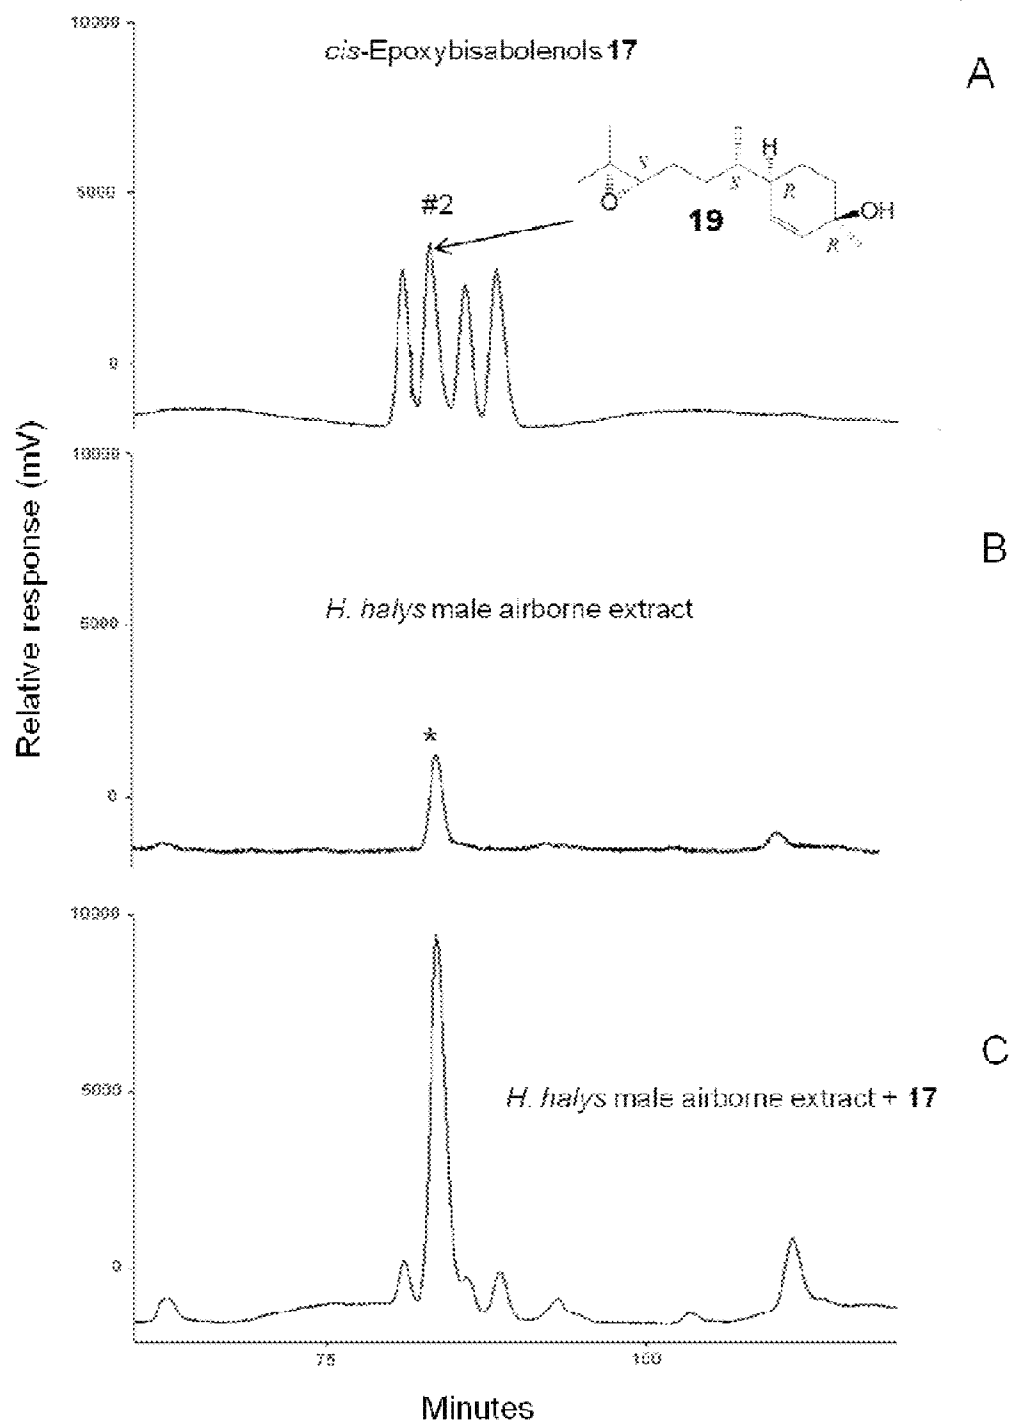 10000
cis-Epoxybisabolenols 17
A
H
S
S
R
5000
O
#2
19
OH
R
0
Relative response (mV)
10000
B
H. halys male airborne extract
5000
*
0
10000
C
5000
H. halys male airborne extract + 17
0
75
100
Minutes